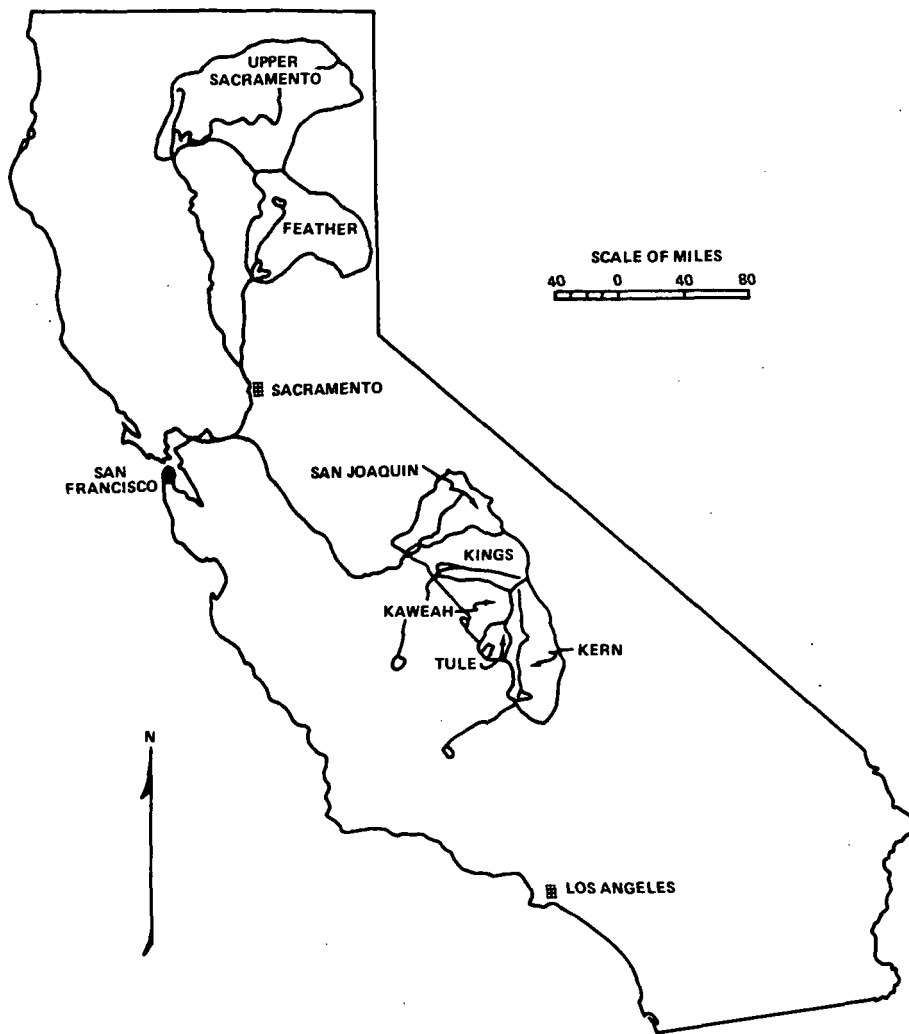 UPPER
SACRAMENTO
FEATHER
SCALE OF MILES
40 0 40 80
SACRAMENTO
SAN
FRANCISCO
SAN JOAQUIN
KINGS
KAWEAH
TULE
KERN
N
LOS ANGELES